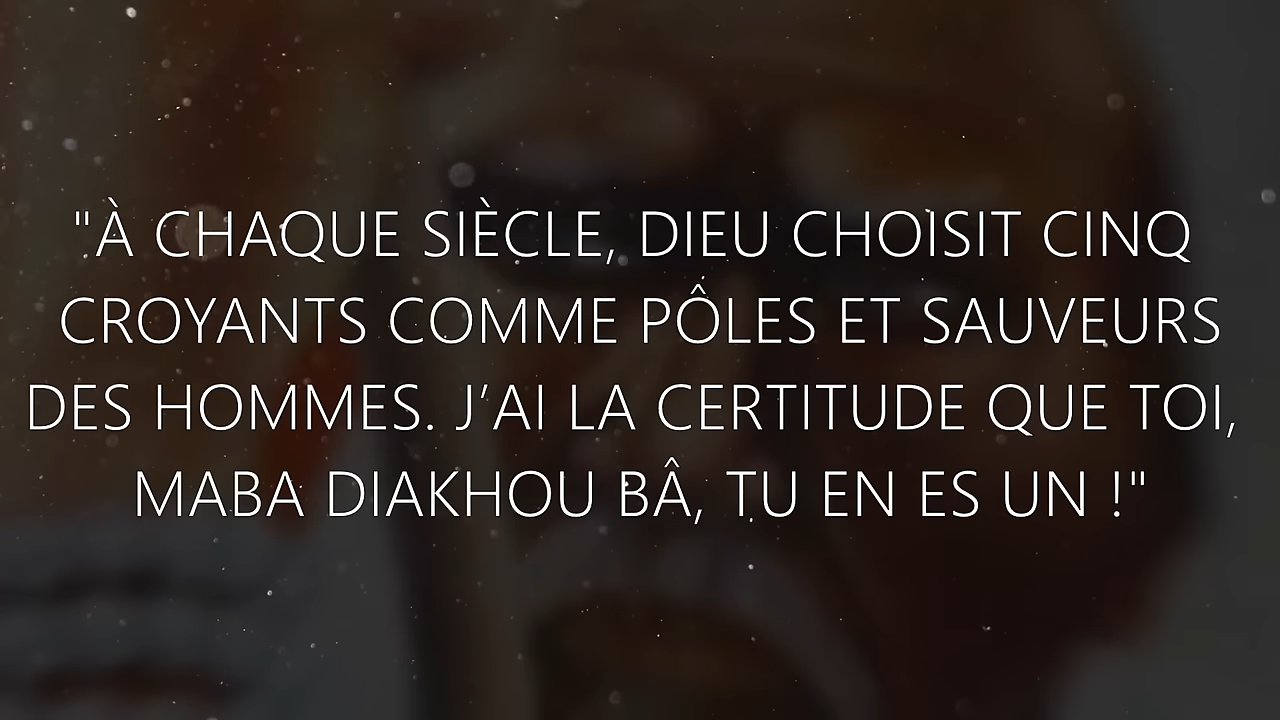 "À CHAQUE SIÈCLE, DIEU CHOISIT CINQ
CROYANTS COMME PÔLES ET SAUVEURS
DES HOMMES. J’AI LA CERTITUDE QUE TOI,
MABA DIAKHOU BÂ, TU EN ES UN !"